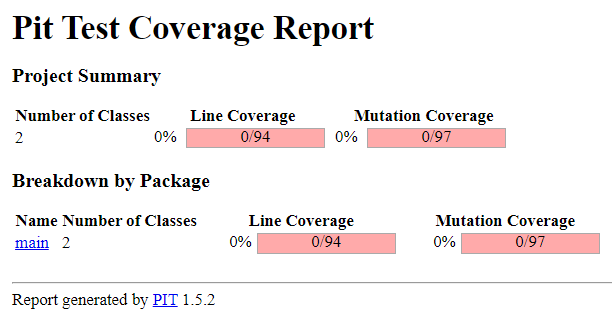 Pit Test Coverage Report
Project Summary
Number of Classes Line Coverage Mutation Coverage
2 0% 0/94 0% 0/97
Breakdown by Package
Name Number of Classes Line Coverage Mutation Coverage
main 2 0% 0/94 0% 0/97
Report generated by PIT 1.5.2